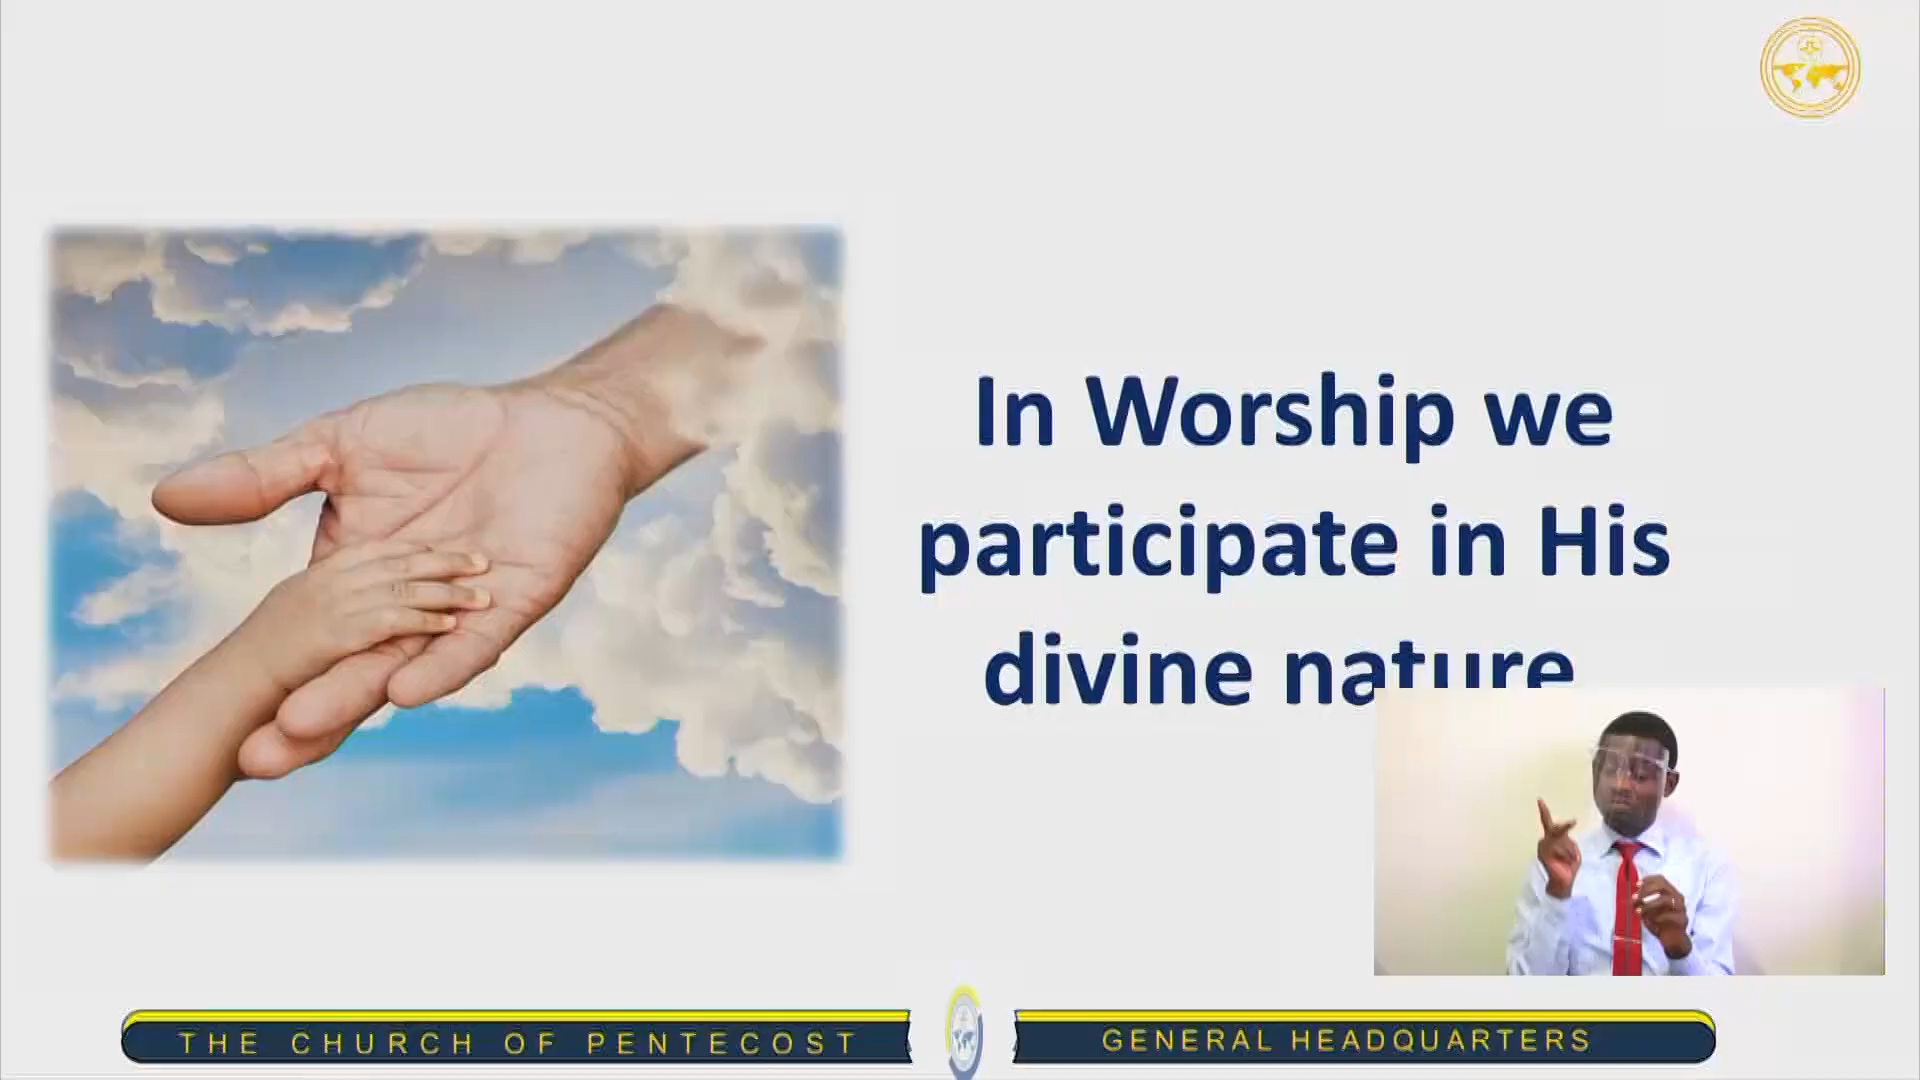 In Worship we
participate in His
divine nature
THE CHURCH OF PENTECOST
GENERAL HEADQUARTERS